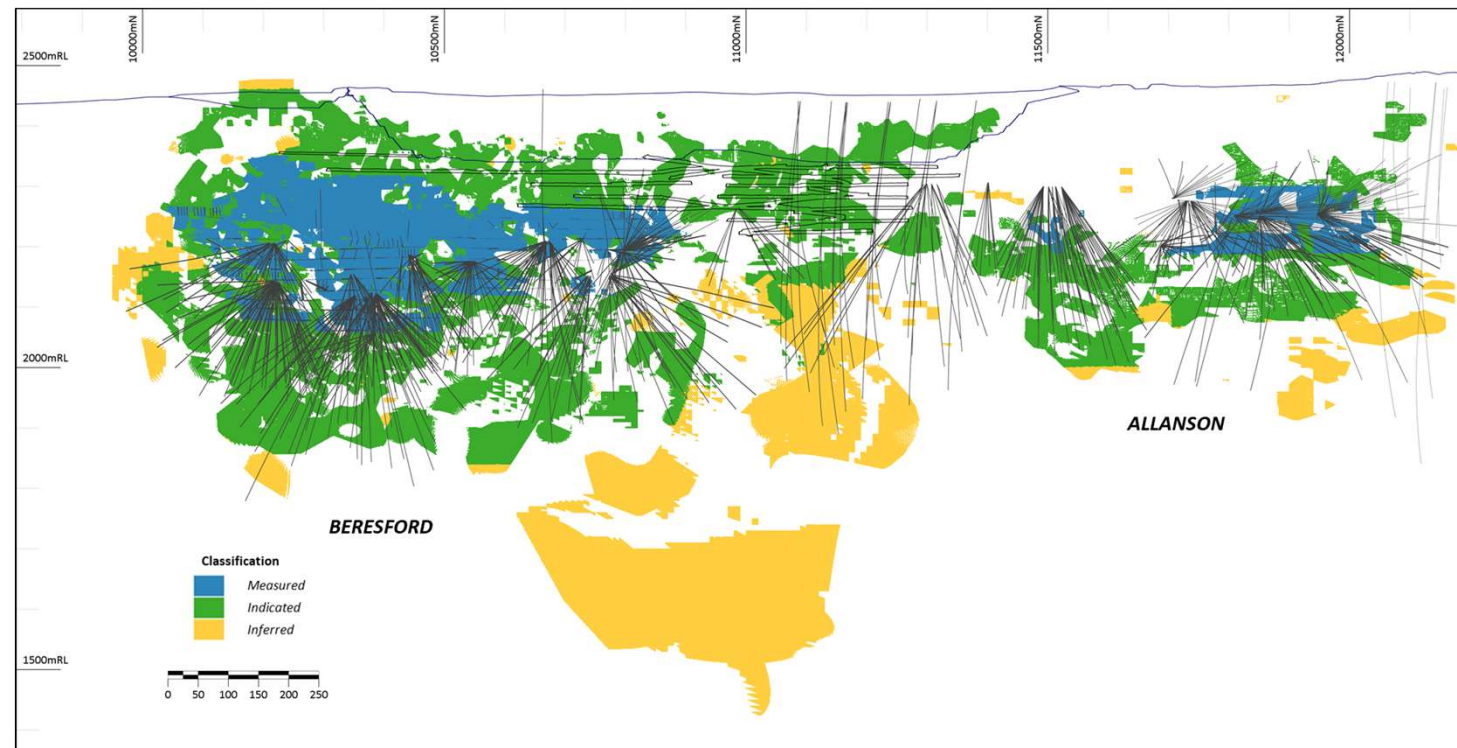 10000mN
10500mN
11000mN
11500mN
12000mN
2500mRL
2000mRL
ALLANSON
BERESFORD
Classification
Measured
Indicated
Inferred
1500mRL
0 50 100 150 200 250